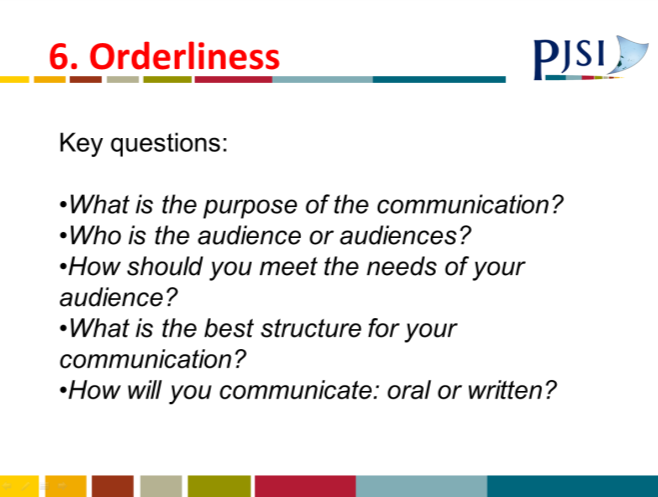 6. Orderliness
PJSI
Key questions:
•What is the purpose of the communication?
•Who is the audience or audiences?
•How should you meet the needs of your
audience?
•What is the best structure for your
communication?
•How will you communicate: oral or written?